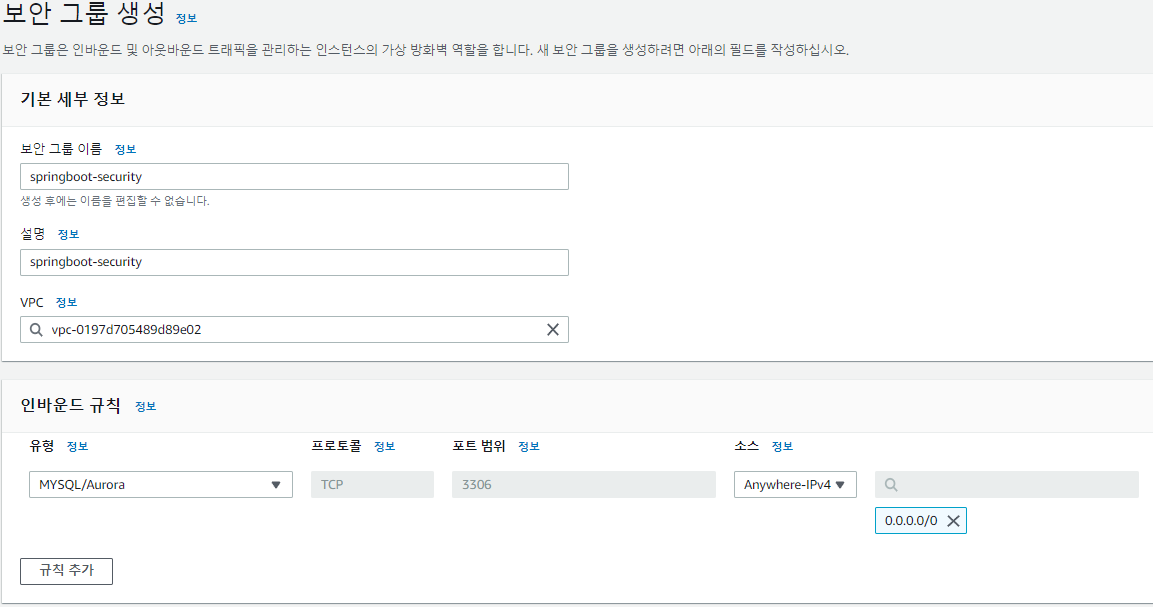 보안 그룹 생성 정보
보안 그룹은 인바운드 및 아웃바운드 트래픽을 관리하는 인스턴스의 가상 방화벽 역할을 합니다. 새 보안 그룹을 생성하려면 아래의 필드를 작성하십시오.
기본 세부 정보
보안 그룹 이름 정보
springboot-security
생성 후에는 이름을 편집할 수 없습니다.
설명 정보
springboot-security
VPC 정보
vpc-0197d705489d89e02
인바운드 규칙 정보
유형 정보 프로토콜 정보 포트 범위 정보 소스 정보
MYSQL/Aurora TCP 3306 Anywhere-IPv4
0.0.0.0/0
규칙 추가